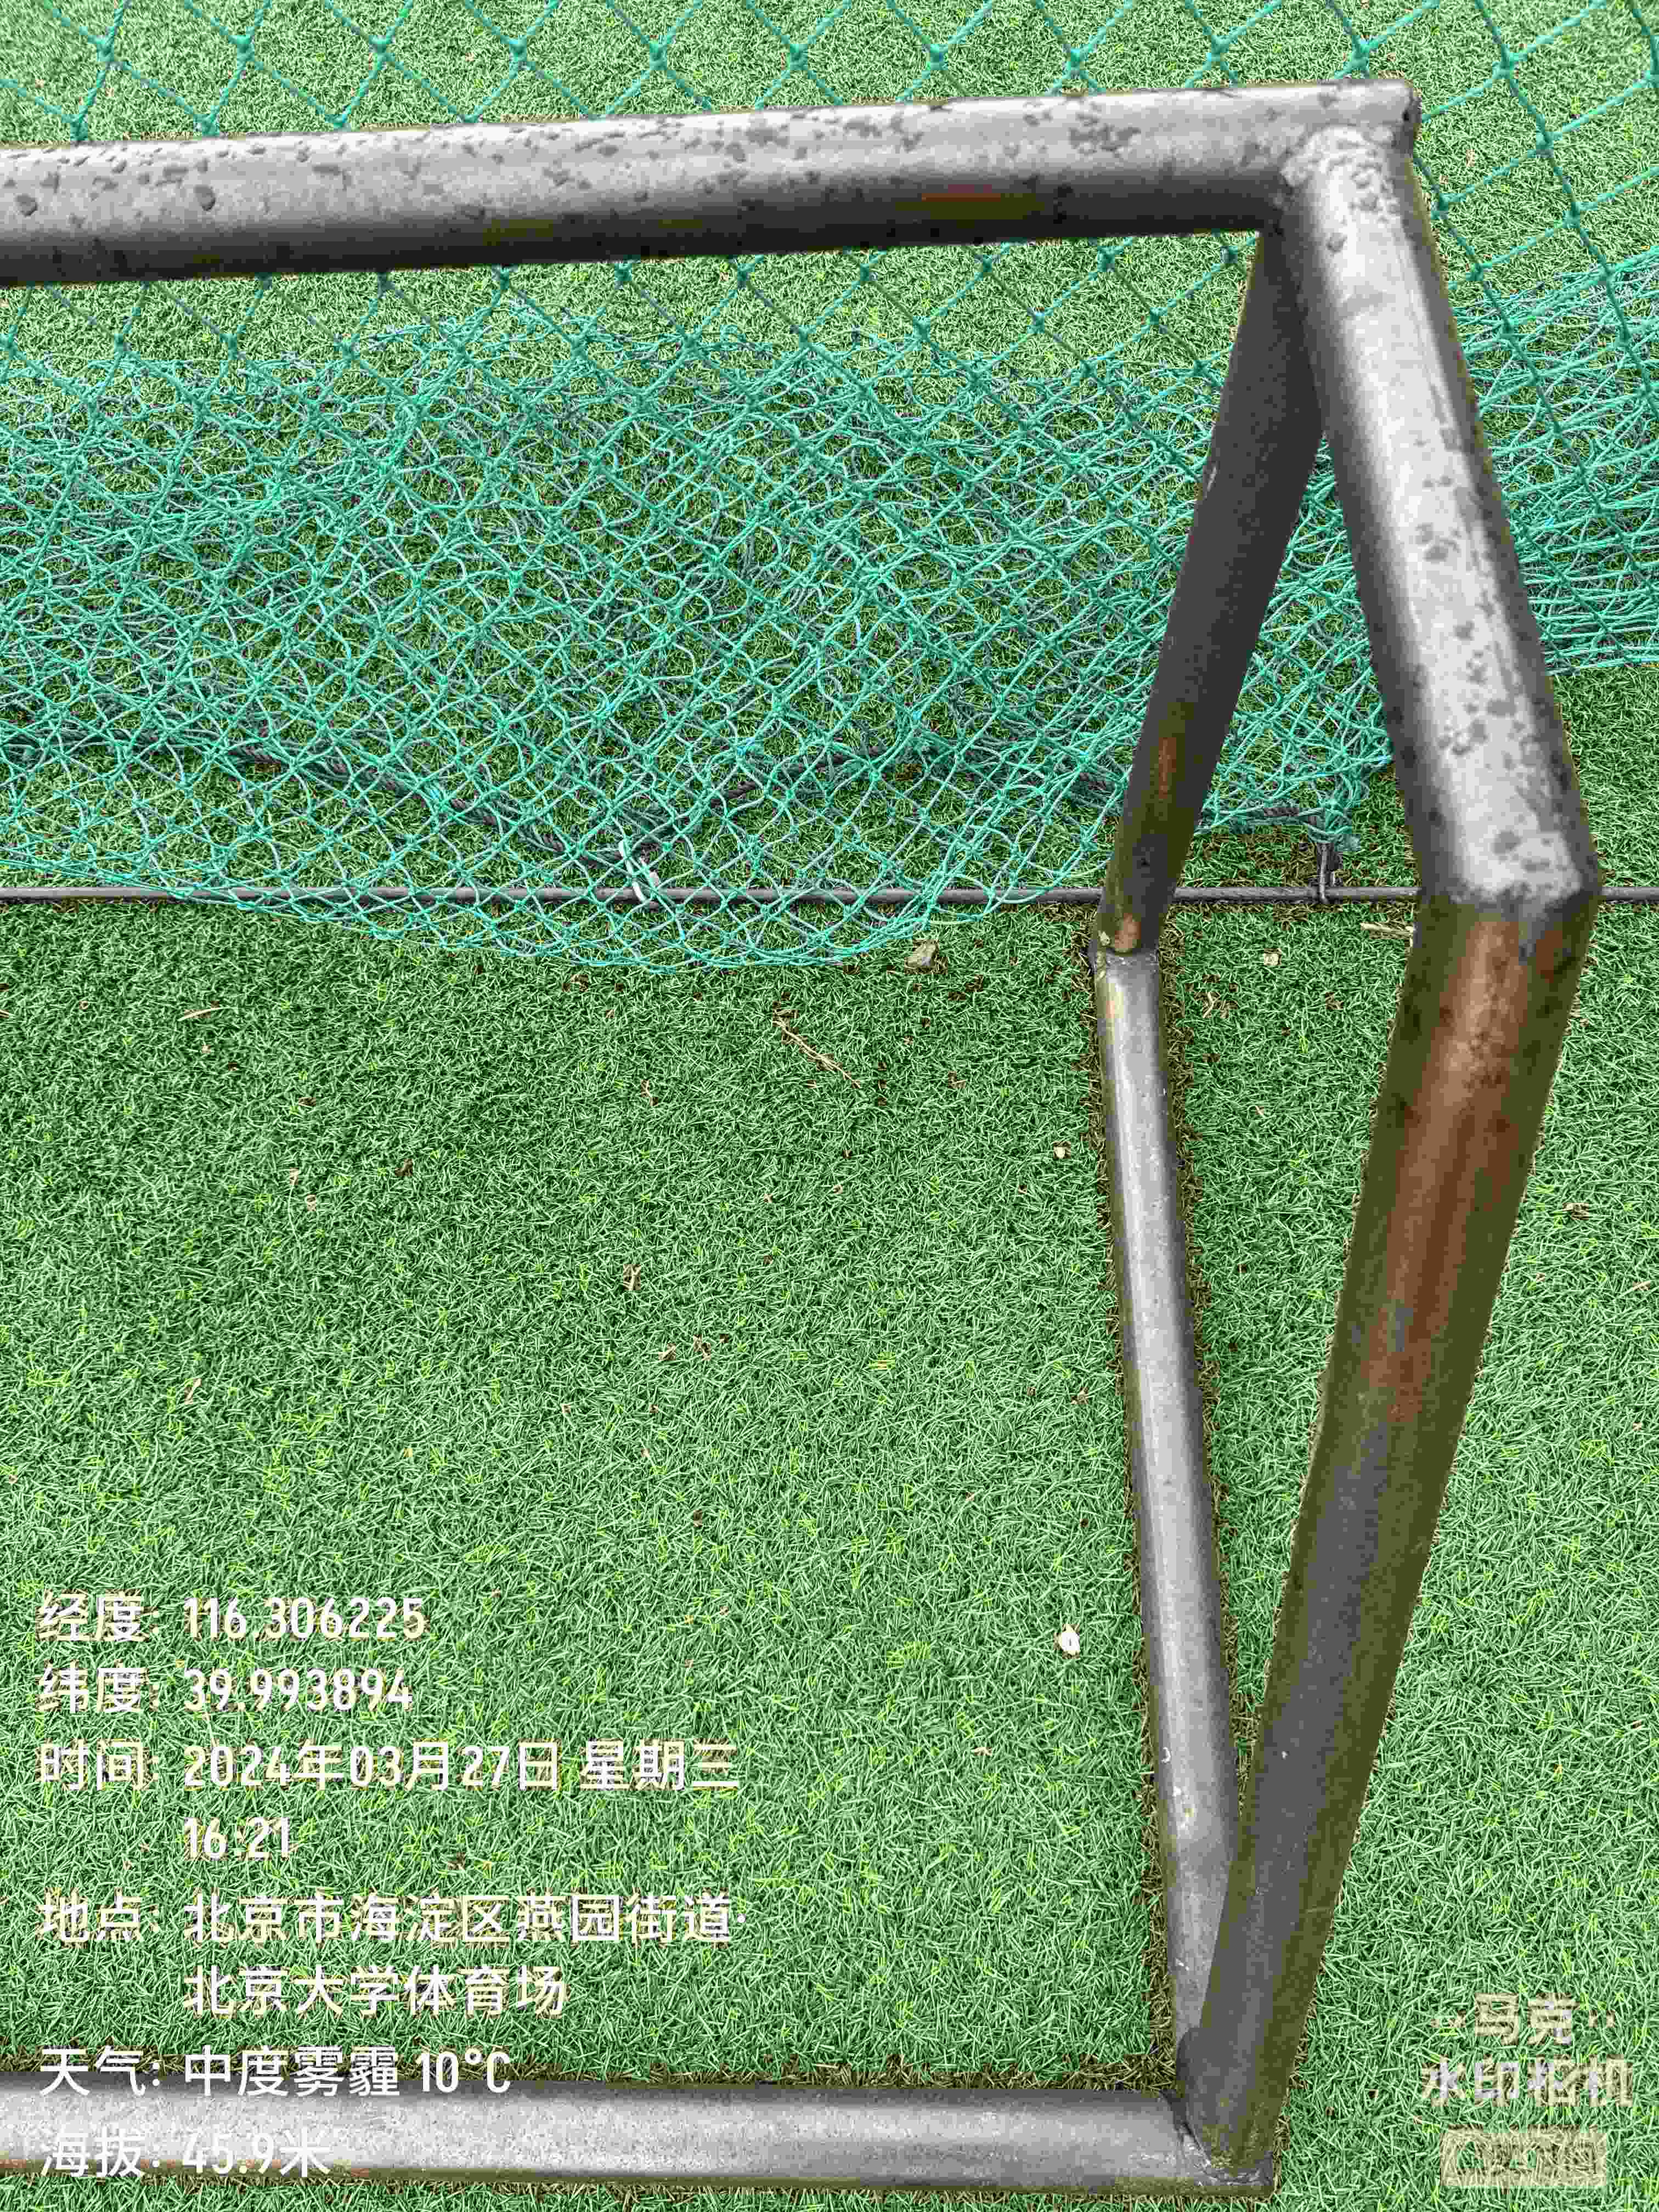 经度: 116.306225
纬度: 39.993894
时间: 2024年03月27日 星期三
16:21
地点: 北京市海淀区燕园街道·
北京大学体育场
天气: 中度雾霾 10°C
海拔: 45.9米
马克
水印相机